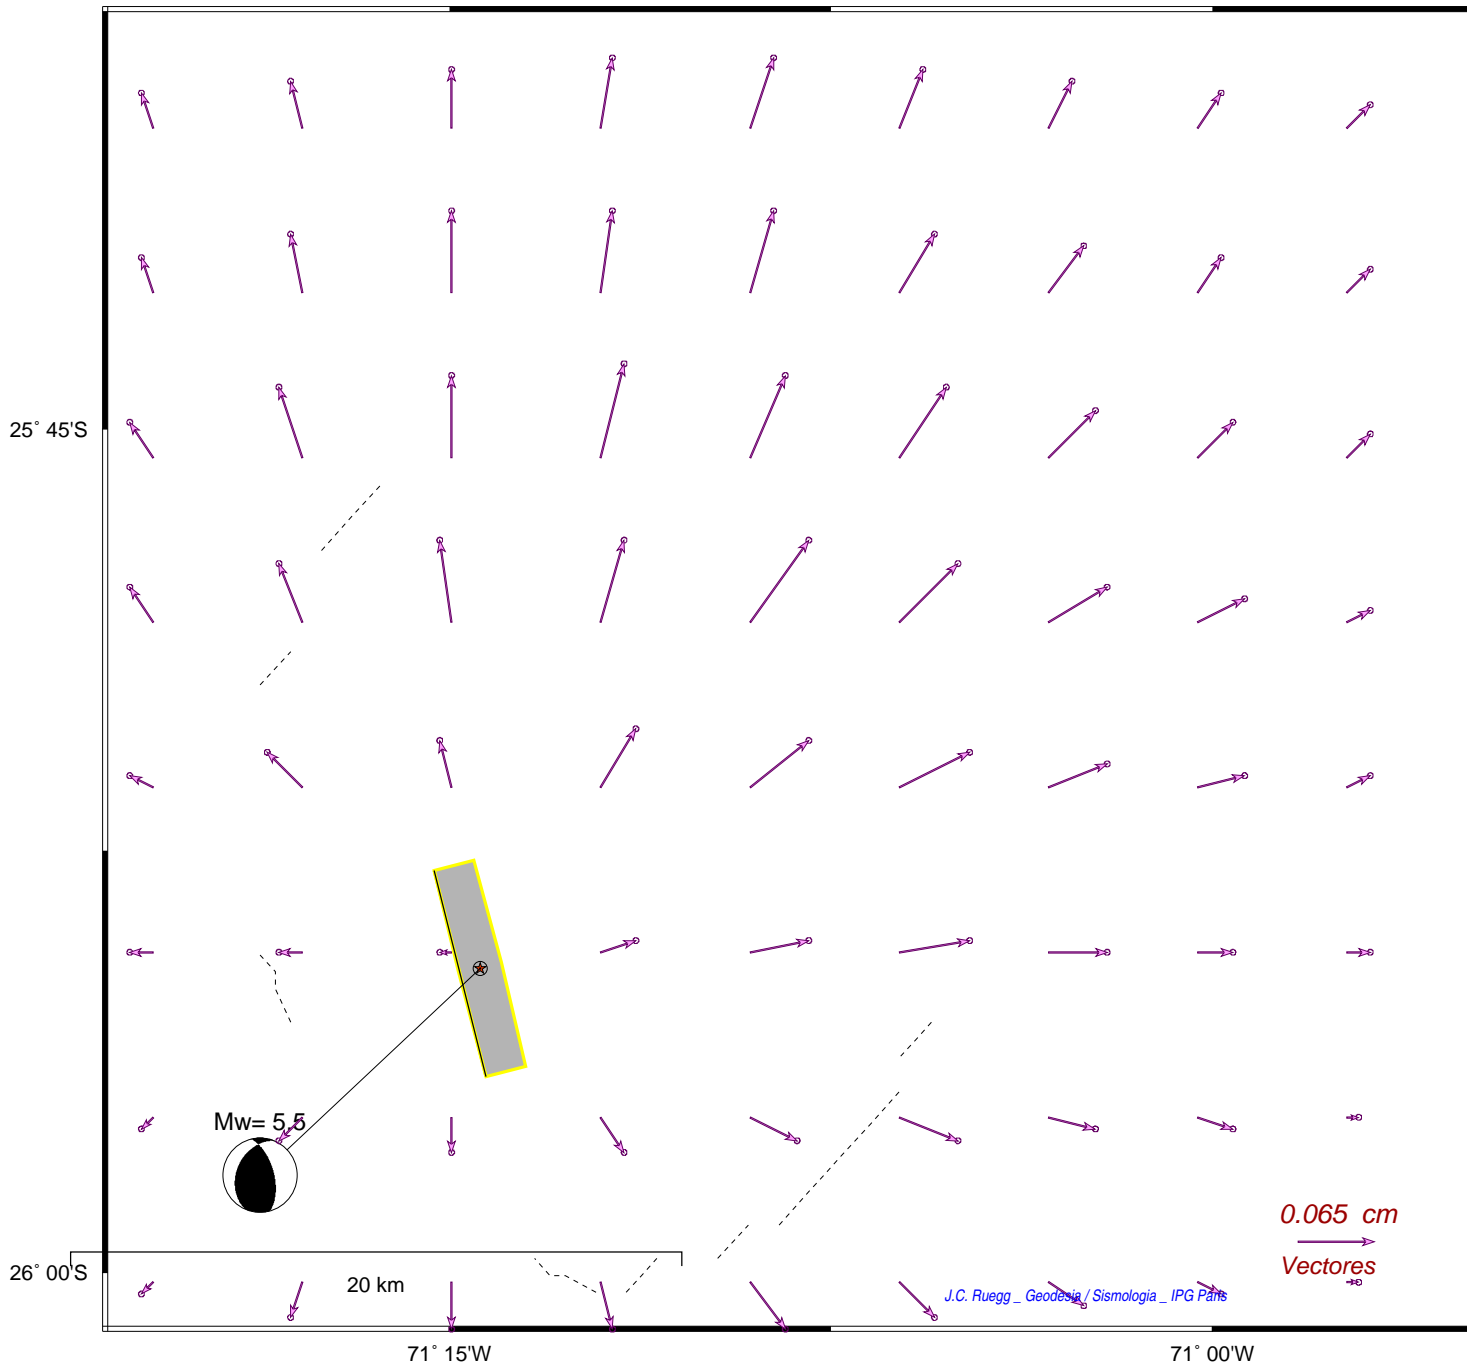 25° 45'S
Mw= 5.5
0.065 cm
Vectores
26° 00'S
20 km
J.C. Ruegg _ Geodesia / Sismologia _ IPG Paris
71° 15'W
71° 00'W